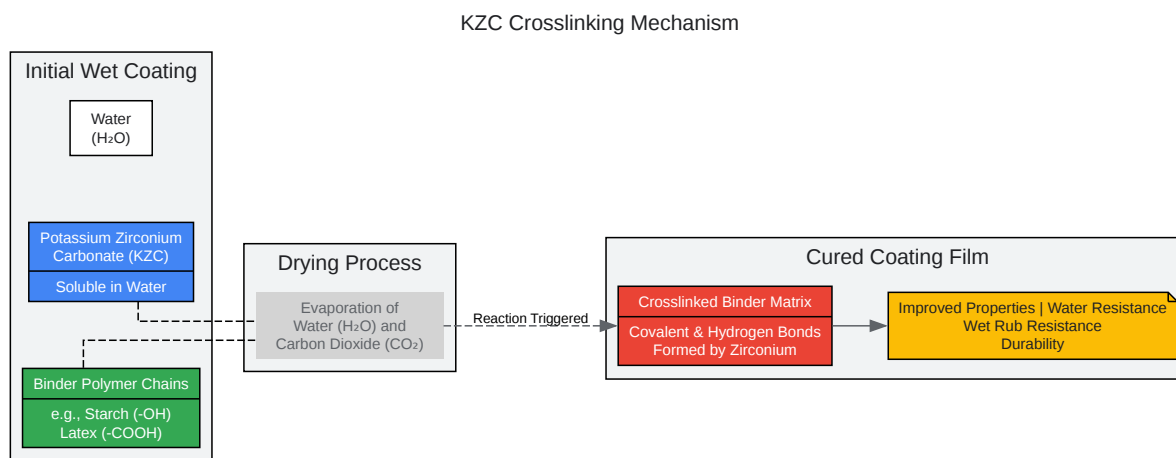 KZC Crosslinking Mechanism
Initial Wet Coating
Water
(H₂O)
Potassium Zirconium
Carbonate (KZC)
Soluble in Water
Binder Polymer Chains
e.g., Starch (-OH)
Latex (-COOH)
Drying Process
Evaporation of
Water (H₂O) and
Carbon Dioxide (CO₂)
Reaction Triggered
Cured Coating Film
Crosslinked Binder Matrix
Covalent & Hydrogen Bonds
Formed by Zirconium
Improved Properties | Water Resistance
Wet Rub Resistance
Durability